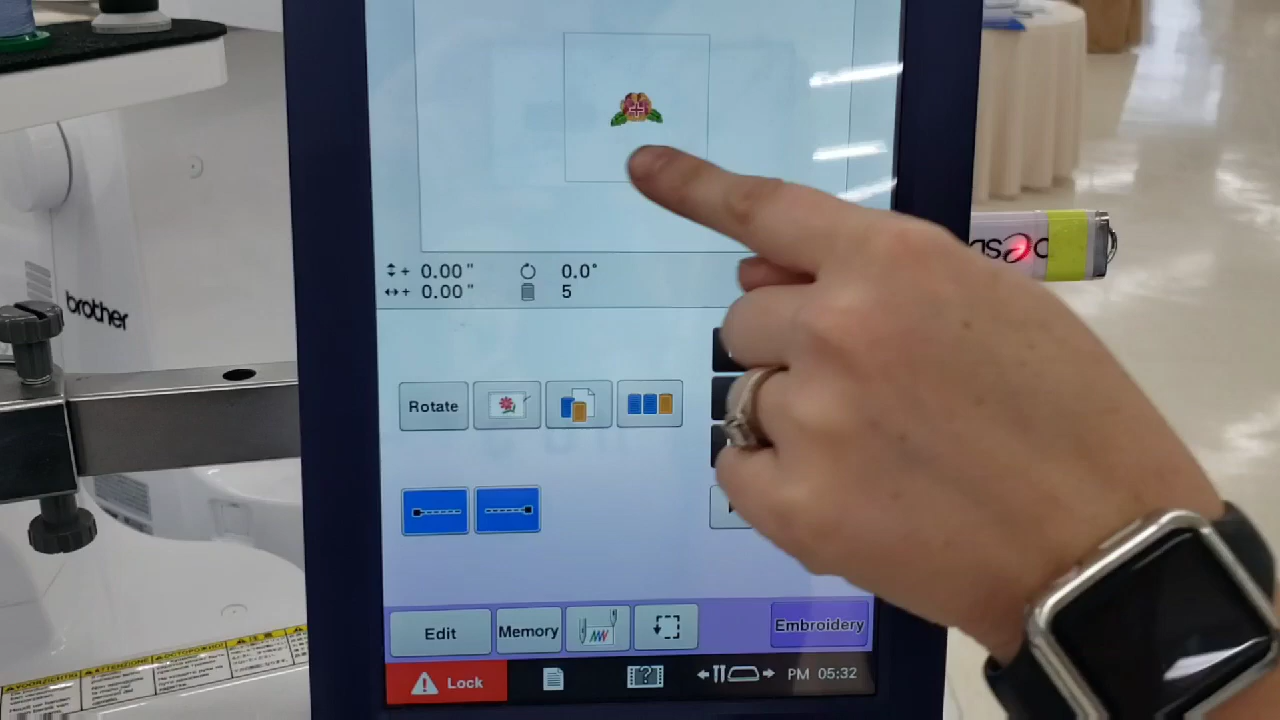 brother
0.00"
0.0°
0.00"
5
Rotate
Edit
Memory
Embroidery
Lock
?
PM 05:32